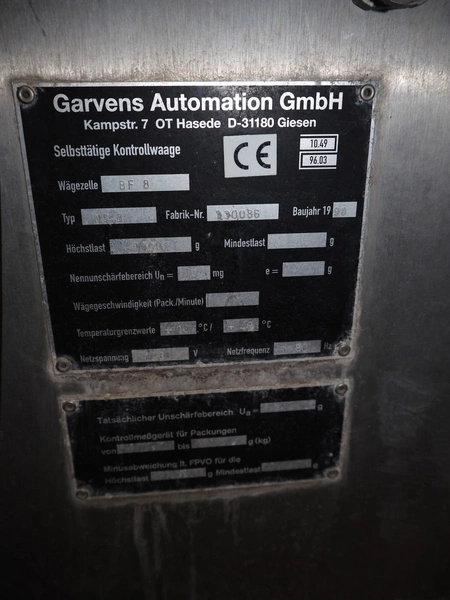 Garvens Automation GmbH
Kampstr. 7 OT Hasede D-31180 Giesen
Selbsttätige Kontrollwaage
CE
10.49
96.03
Wägezelle BF 8
Typ Fabrik-Nr. Baujahr 19
Höchstlast g Mindestlast g
Nennunschärfebereich Un = mg e = g
Wägegeschwindigkeit (Pack./Minute)
Temperaturgrenzwerte °C / °C
Netzspannung V Netzfrequenz Hz
Tatsächlicher Unschärfebereich Ua = g
Kontrollmeßgerät für Packungen
von bis g (kg)
Minusabweichung lt. FPVO für die
Höchstlast g Mindestlast g